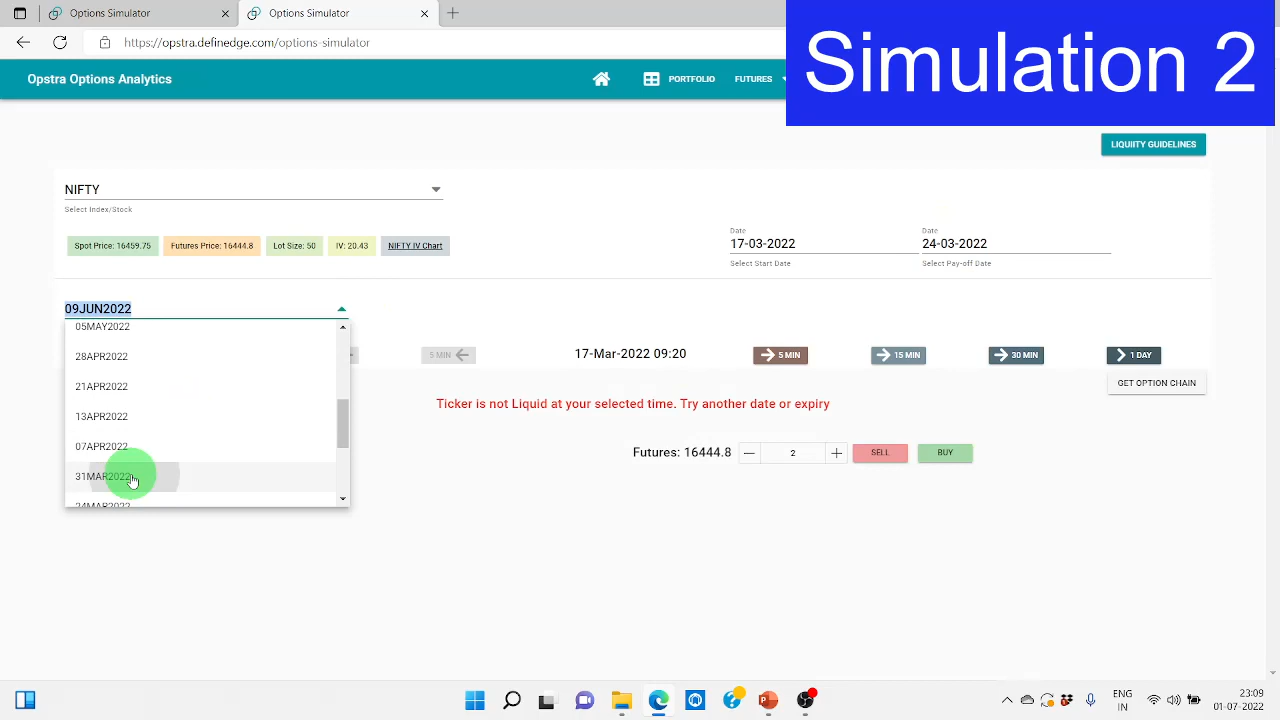 Stock/Options Simulator
Options Simulator
https://opstra.definedge.com/options-simulator
Simulation 2
Opstra Options Analytics
PORTFOLIO
FUTURES
LIQUIITY GUIDELINES
NIFTY
Select Index/Stock
Spot Price: 16459.75
Futures Price: 16444.8
Lot Size: 50
IV: 20.43
NIFTY IV Chart
Date
17-03-2022
Select Start Date
Date
24-03-2022
Select Pay-off Date
09JUN2022
05MAY2022
28APR2022
21APR2022
13APR2022
07APR2022
31MAR2022
24MAR2022
5 MIN
17-Mar-2022 09:20
5 MIN
15 MIN
30 MIN
1 DAY
GET OPTION CHAIN
Ticker is not Liquid at your selected time. Try another date or expiry
Futures: 16444.8
2
SELL
BUY
ENG
IN
23:09
01-07-2022